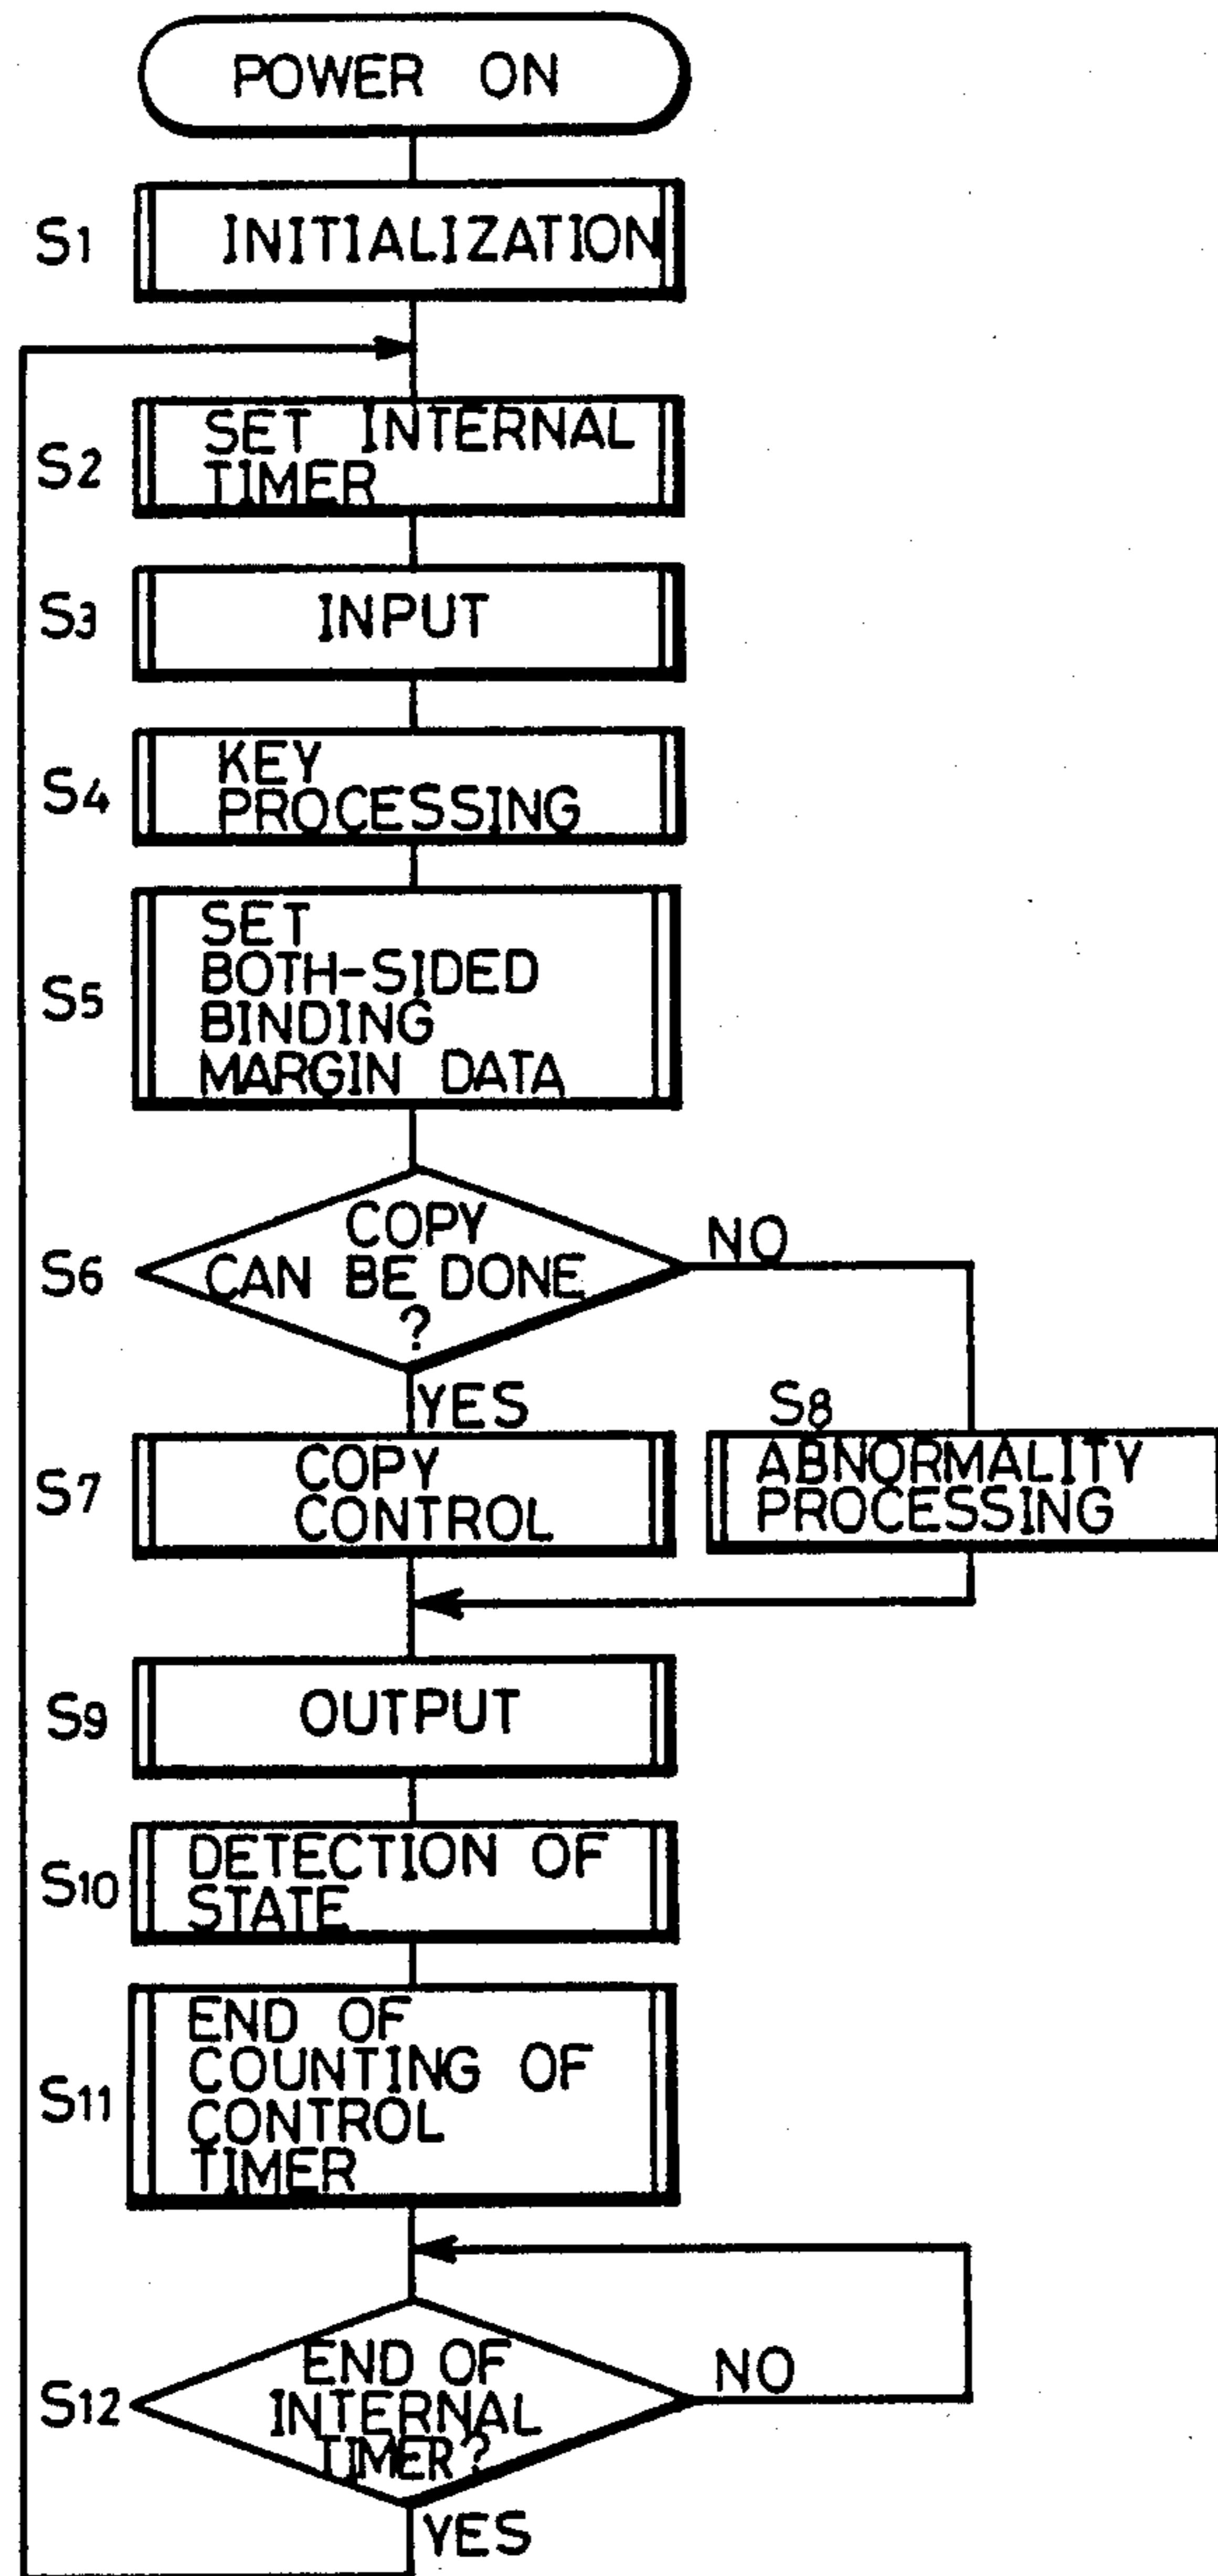 POWER ON
S1
INITIALIZATION
S2
SET INTERNAL
TIMER
S3
INPUT
S4
KEY
PROCESSING
S5
SET
BOTH-SIDED
BINDING
MARGIN DATA
S6
COPY
CAN BE DONE
?
NO
YES
S7
COPY
CONTROL
S8
ABNORMALITY
PROCESSING
S9
OUTPUT
S10
DETECTION OF
STATE
S11
END OF
COUNTING OF
CONTROL
TIMER
S12
END OF
INTERNAL
TIMER?
NO
YES